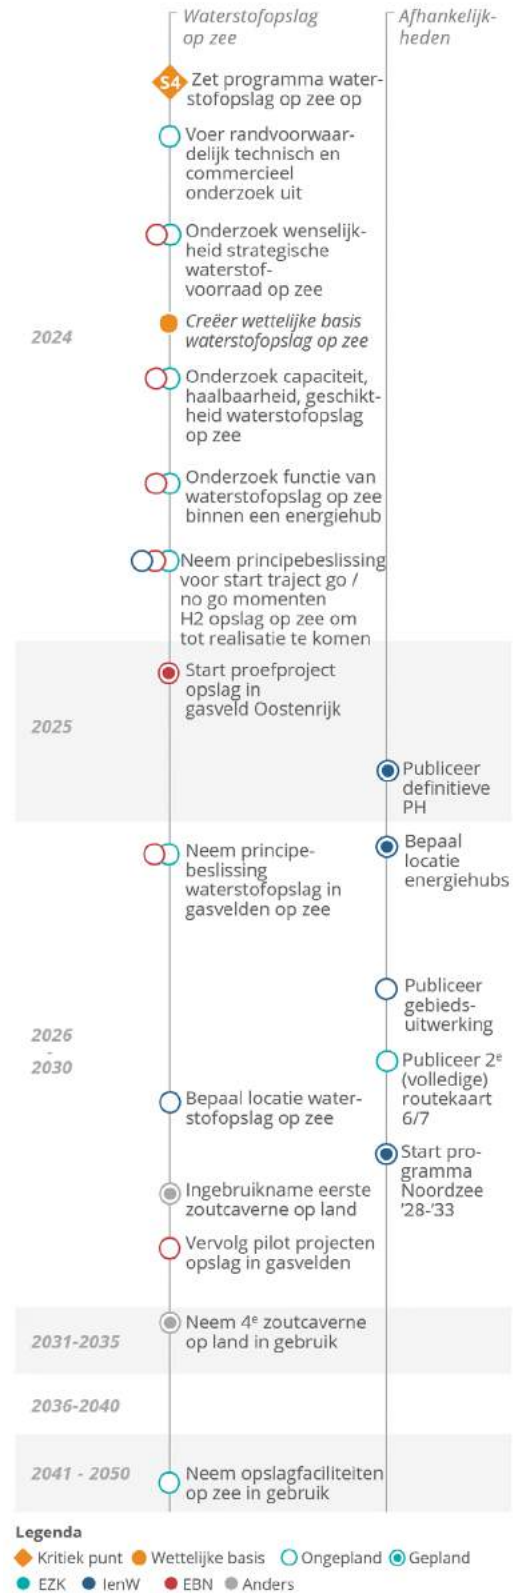 Waterstofopslag
op zee
Afhankelijk-
heden
2024
S4 Zet programma water-
stofopslag op zee op
Voer randvoorwaar-
delijk technisch en
commercieel
onderzoek uit
Onderzoek wenselijk-
heid strategische
waterstof-
voorraad op zee
Creëer wettelijke basis
waterstofopslag op zee
Onderzoek capaciteit,
haalbaarheid, geschikt-
heid waterstofopslag
op zee
Onderzoek functie van
waterstofopslag op zee
binnen een energiehub
Neem principebeslissing
voor start traject go /
no go momenten
H2 opslag op zee om
tot realisatie te komen
2025
Start proefproject
opslag in
gasveld Oostenrijk
Publiceer
definitieve
PH
2026
-
2030
Neem principe-
beslissing
waterstofopslag in
gasvelden op zee
Bepaal
locatie
energiehubs
Publiceer
gebieds-
uitwerking
Publiceer 2e
(volledige)
routekaart
6/7
Bepaal locatie water-
stofopslag op zee
Start pro-
gramma
Noordzee
'28-'33
Ingebruikname eerste
zoutcaverne op land
Vervolg pilot projecten
opslag in gasvelden
2031-2035
Neem 4e zoutcaverne
op land in gebruik
2036-2040
2041 - 2050
Neem opslagfaciliteiten
op zee in gebruik
Legenda
Kritiek punt Wettelijke basis Ongepland Gepland
EZK IenW EBN Anders